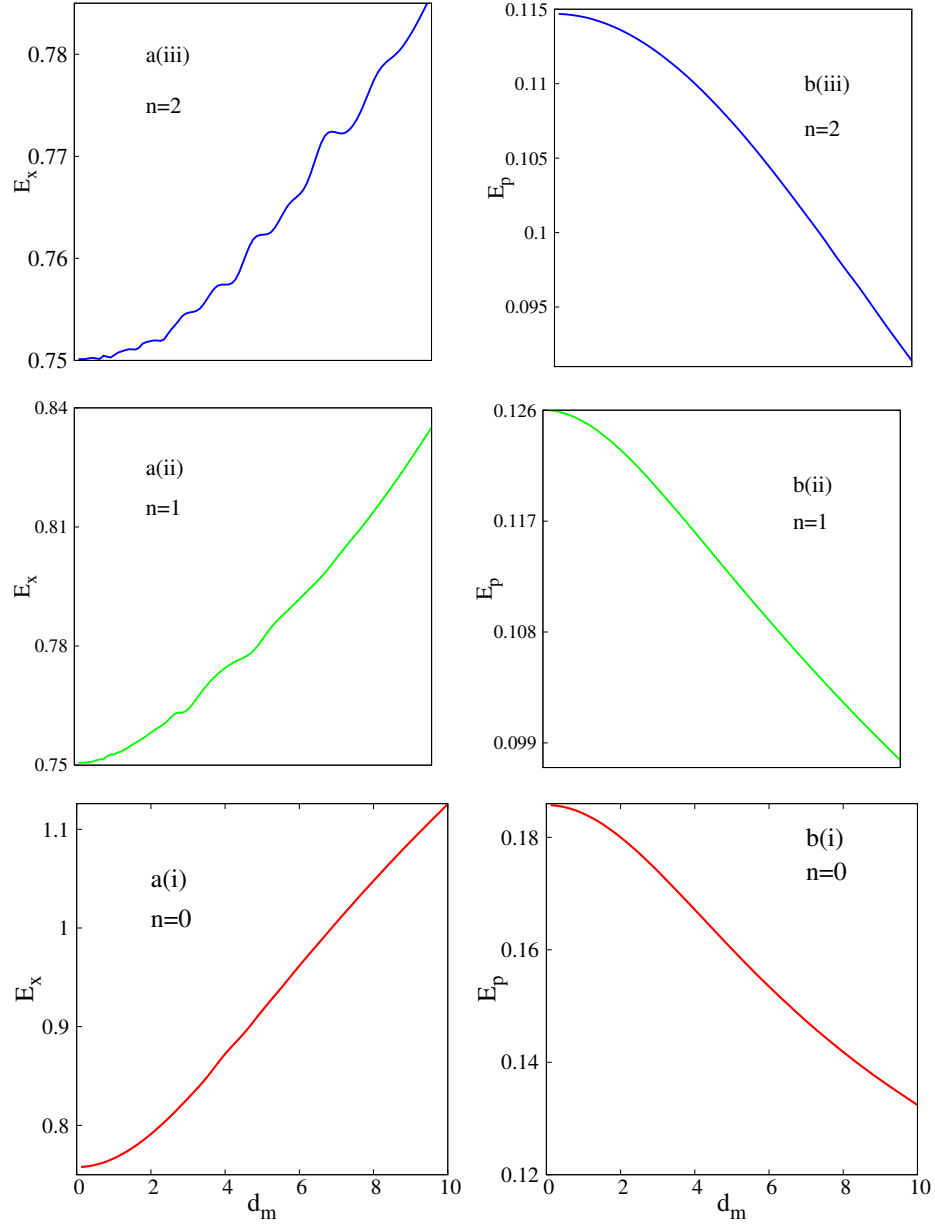 0.78
0.77
0.76
0.75
E_x
a(iii)
n=2
0.115
0.11
0.105
0.1
0.095
E_p
b(iii)
n=2
0.84
0.81
0.78
0.75
E_x
a(ii)
n=1
0.126
0.117
0.108
0.099
E_p
b(ii)
n=1
1.1
1
0.9
0.8
E_x
a(i)
n=0
0 2 4 6 8 10
d_m
0.18
0.16
0.14
0.12
E_p
b(i)
n=0
0 2 4 6 8 10
d_m